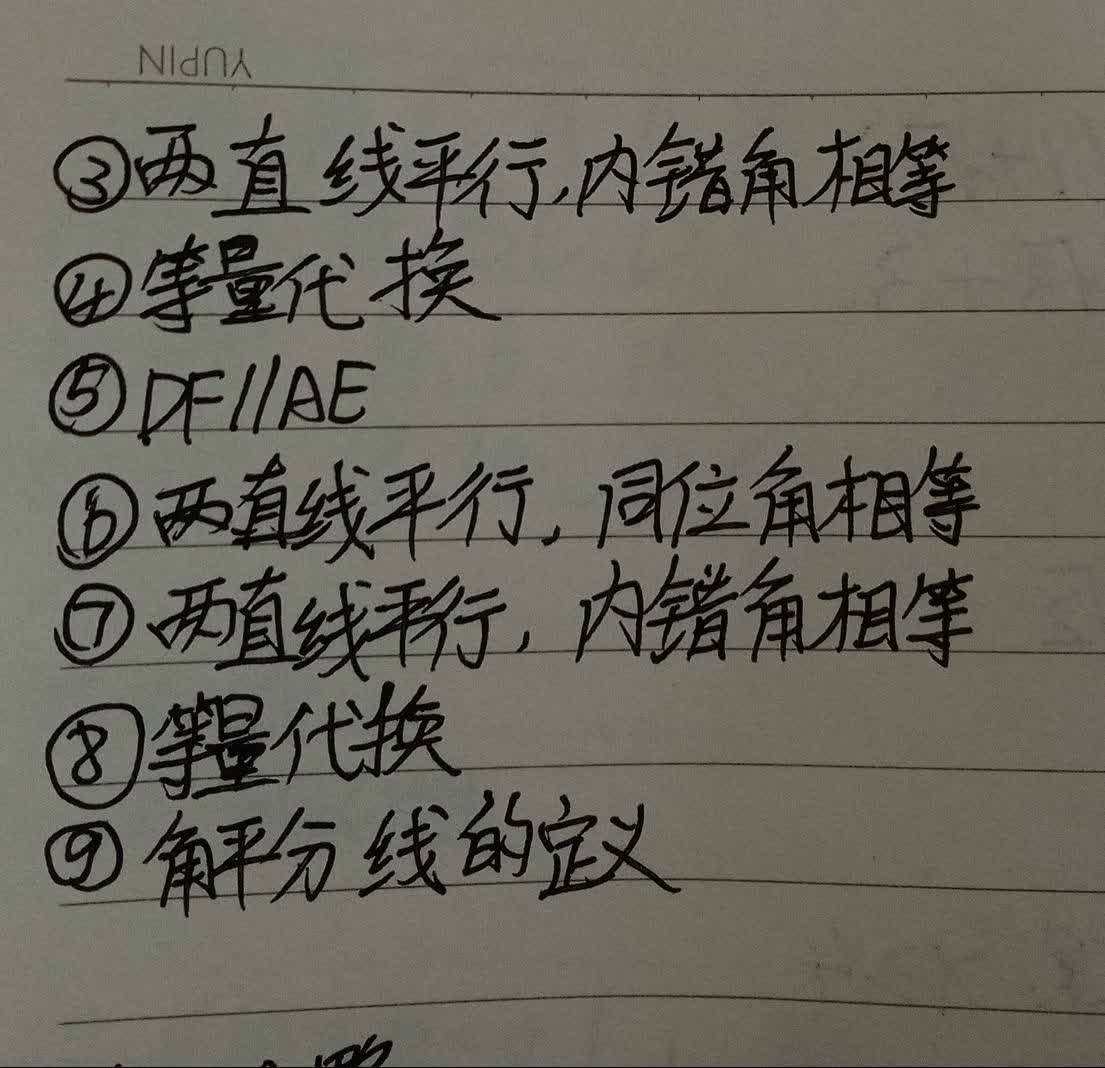 YUPIN
③两直线平行,内错角相等
④等量代换
⑤DF//AE
⑥两直线平行,同位角相等
⑦两直线平行,内错角相等
⑧等量代换
⑨角平分线的定义